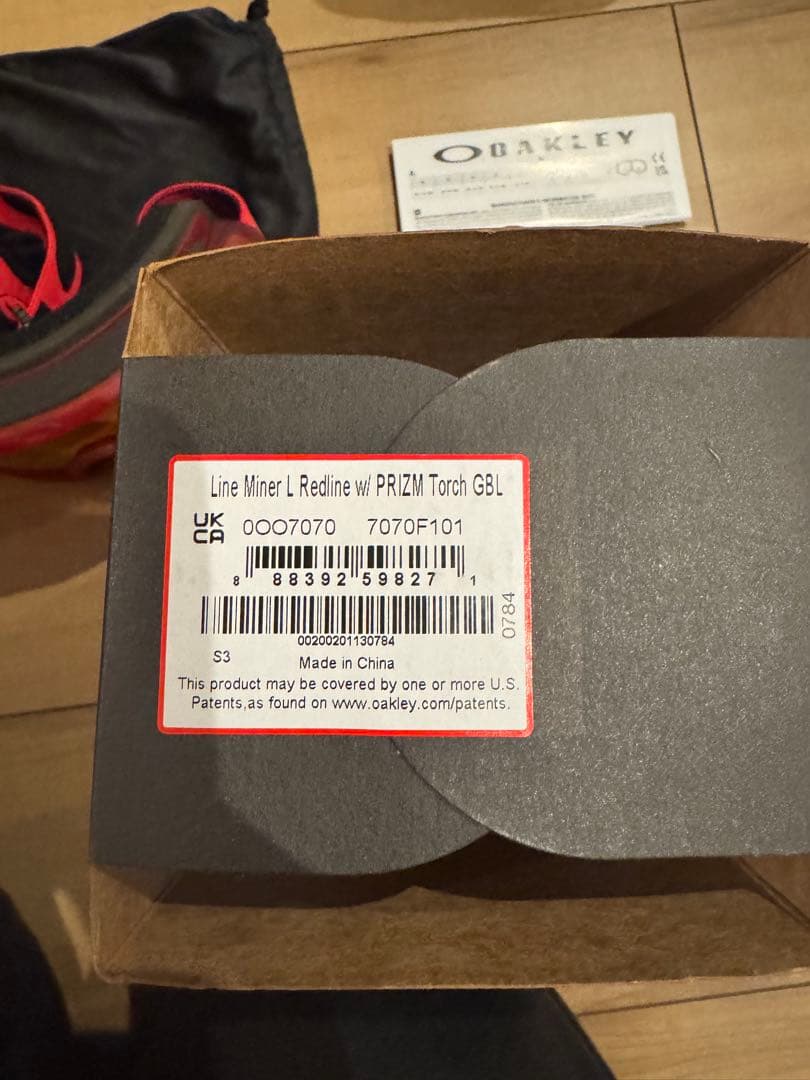 OAKLEY
Line Miner L Redline w/ PRIZM Torch GBL
UK
CA
0OO7070 7070F101
8 88392 59827 1
00200201130784
0784
S3
Made in China
This product may be covered by one or more U.S.
Patents,as found on www.oakley.com/patents.